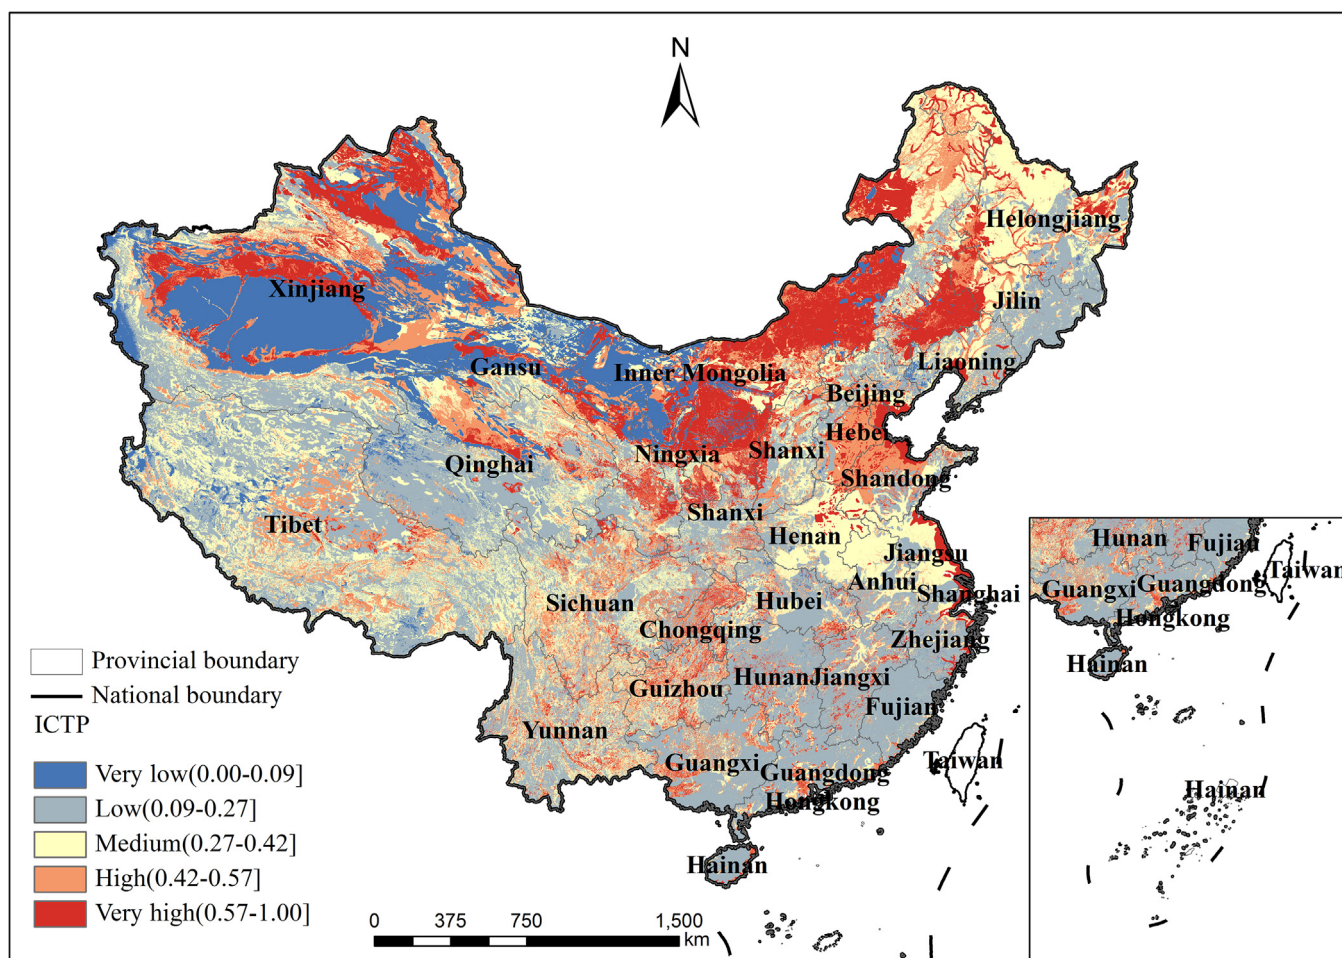 N
Helongjiang
Xinjiang
Jilin
Gansu
Inner Mongolia
Liaoning
Beijing
Hebei
Qinghai
Ningxia
Shanxi
Shandong
Tibet
Shanxi
Henan
Jiangsu
Anhui
Shanghai
Sichuan
Hubei
Chongqing
Zhejiang
Guizhou
Hunan
Jiangxi
Fujian
Yunnan
Guangxi
Guangdong
Taiwan
Hongkong
Hainan
Hunan
Fujian
Taiwan
Guangxi
Guangdong
Hongkong
Hainan
Hainan
Provincial boundary
National boundary
ICTP
Very low(0.00-0.09]
Low(0.09-0.27]
Medium(0.27-0.42]
High(0.42-0.57]
Very high(0.57-1.00]
0 375 750 1,500
km